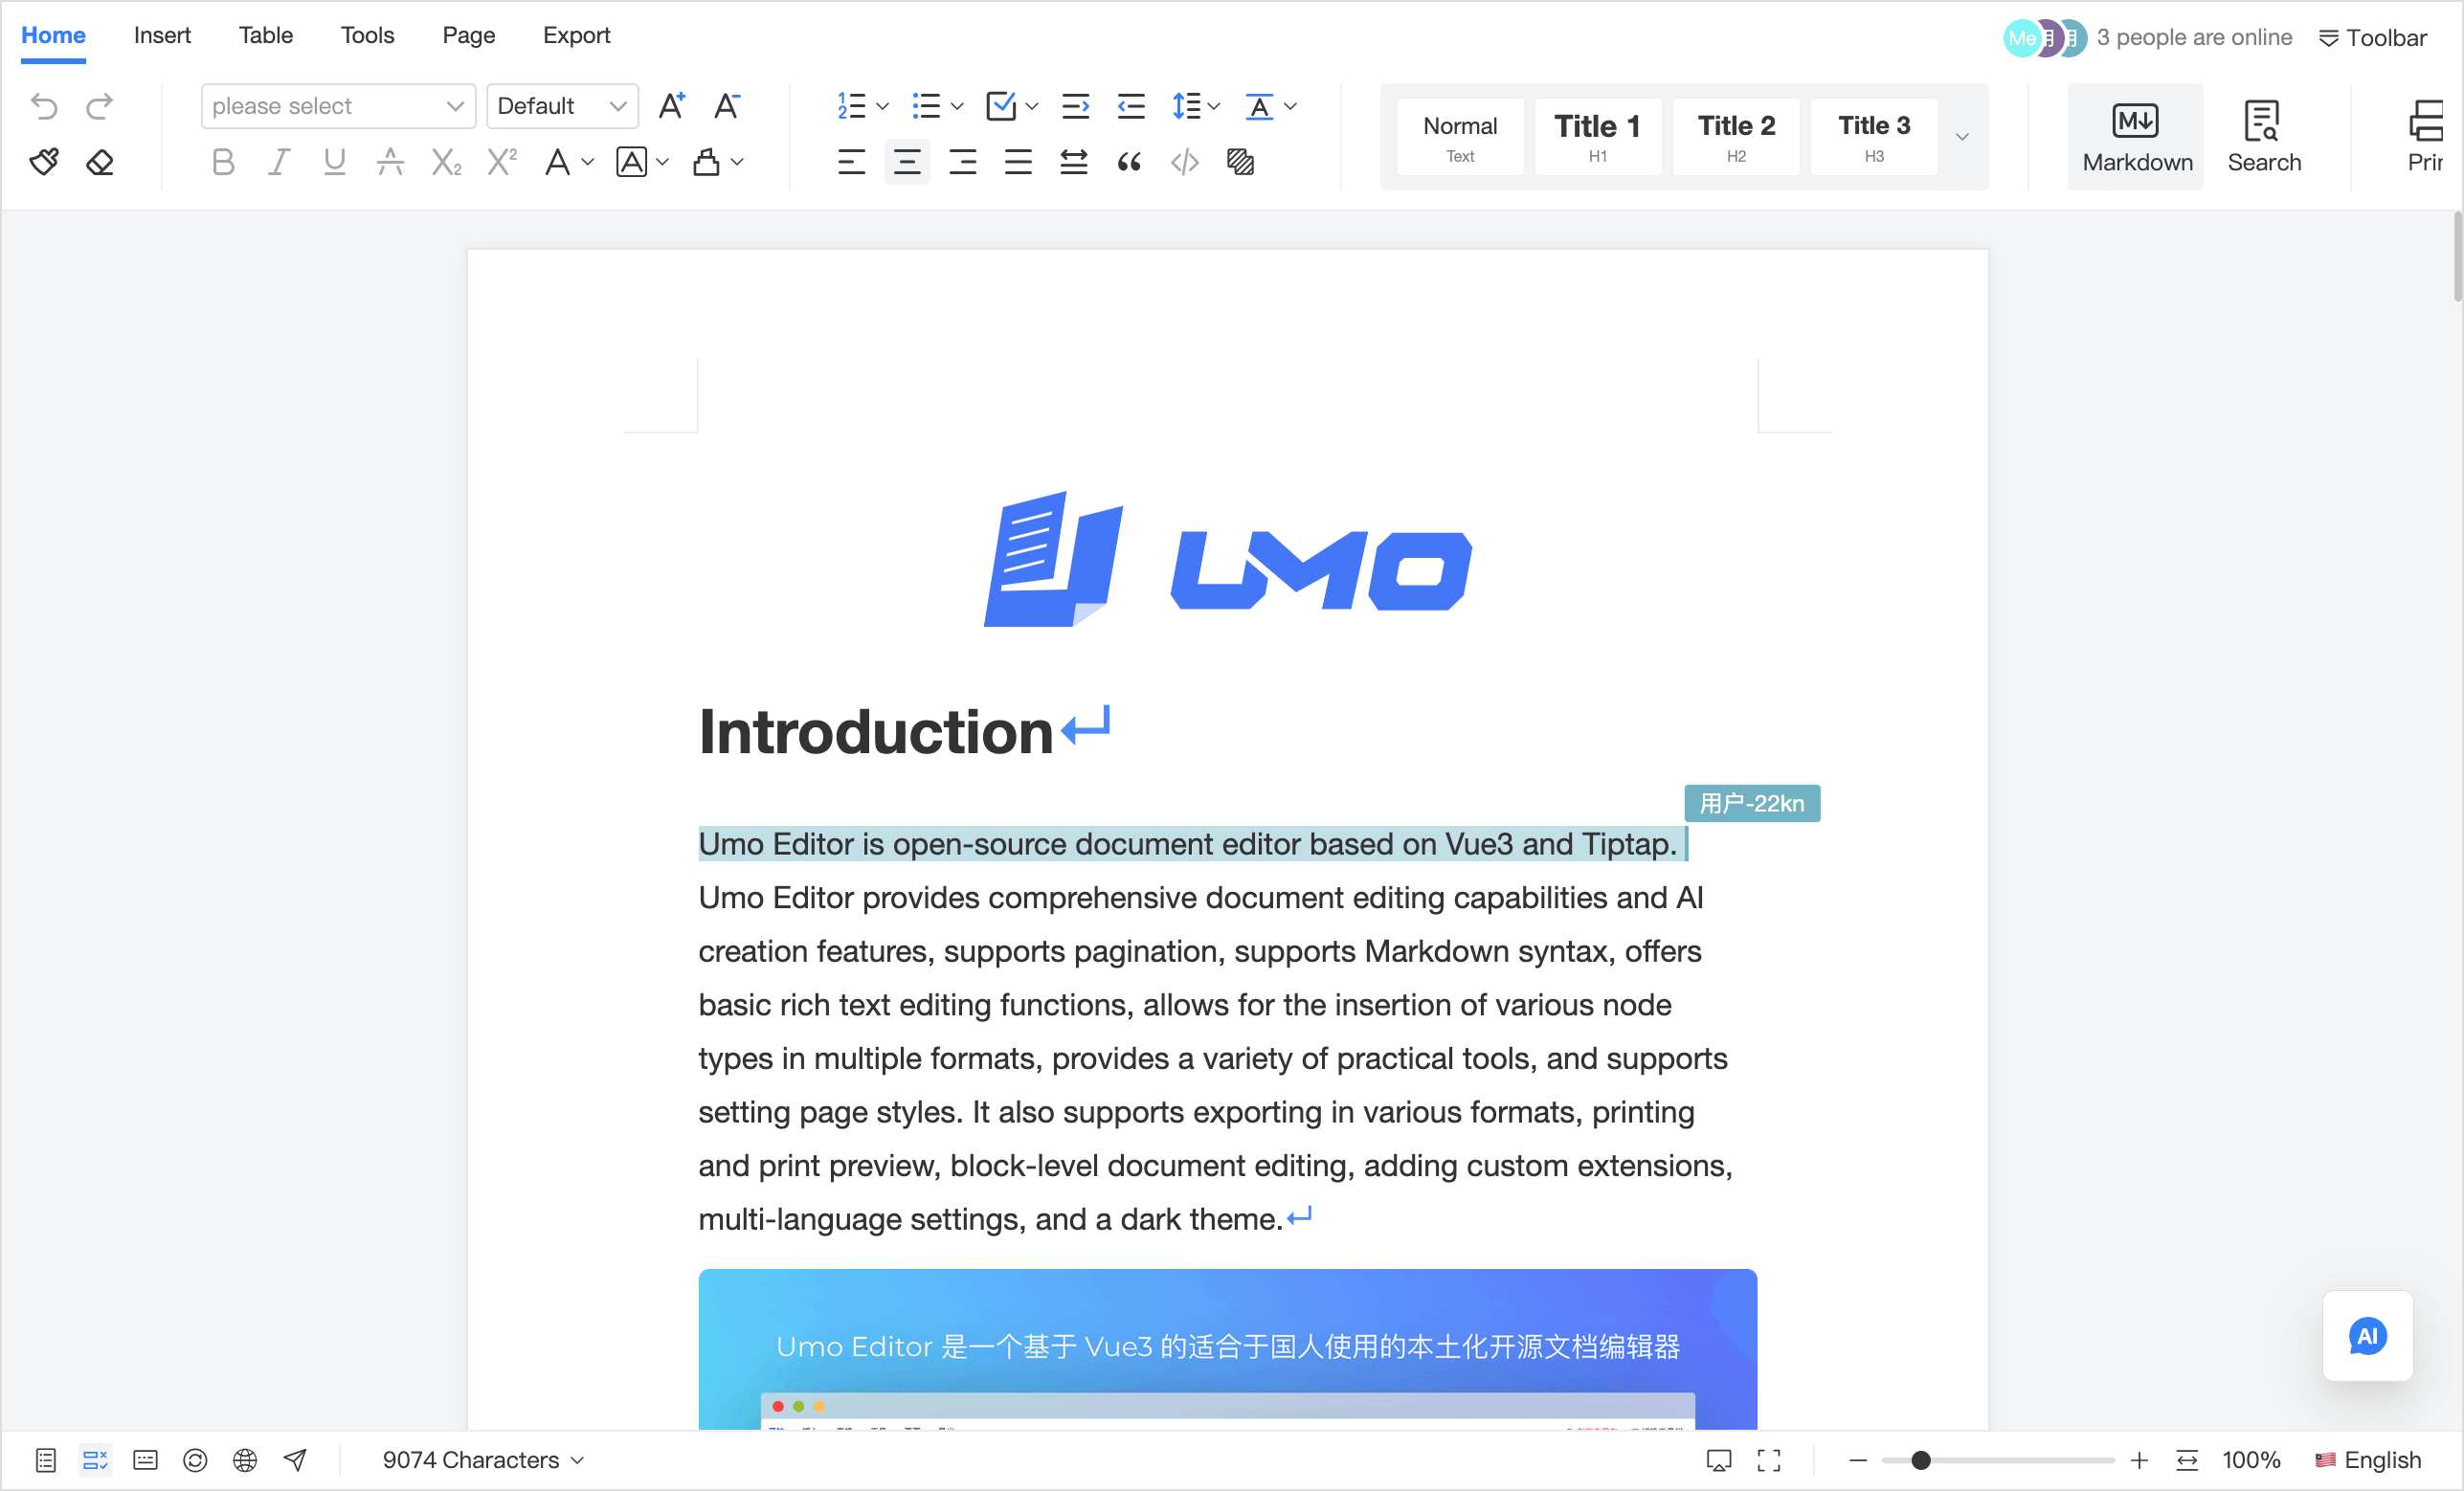 Home Insert Table Tools Page Export
Me 用 用 3 people are online Toolbar
please select Default
Normal Text
Title 1 H1
Title 2 H2
Title 3 H3
Markdown
Search
Prin
UMO
Introduction
用户-22kn
Umo Editor is open-source document editor based on Vue3 and Tiptap.
Umo Editor provides comprehensive document editing capabilities and AI
creation features, supports pagination, supports Markdown syntax, offers
basic rich text editing functions, allows for the insertion of various node
types in multiple formats, provides a variety of practical tools, and supports
setting page styles. It also supports exporting in various formats, printing
and print preview, block-level document editing, adding custom extensions,
multi-language settings, and a dark theme.
Umo Editor 是一个基于 Vue3 的适合于国人使用的本土化开源文档编辑器
AI
9074 Characters
100%
English